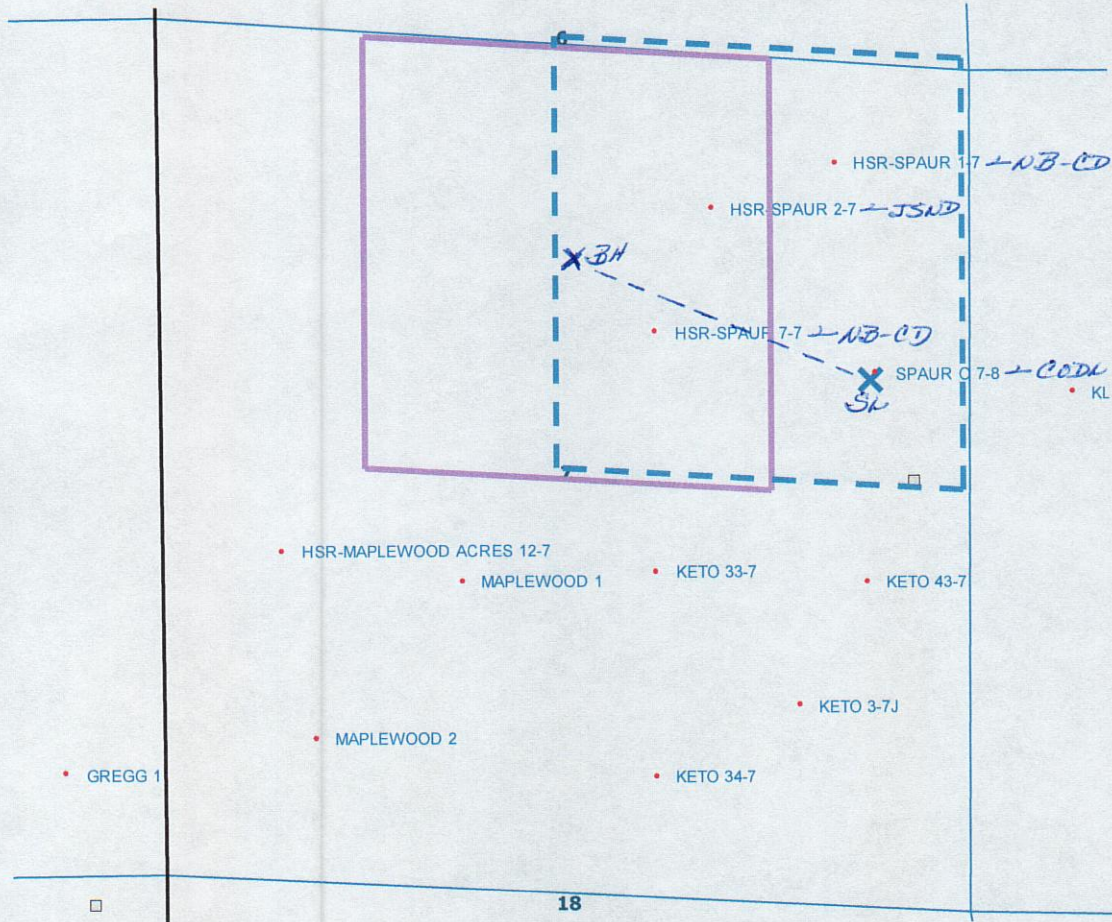 6
HSR-SPAUR 1-7 NB-CD
HSR-SPAUR 2-7 JSND
X BH
HSR-SPAUR 7-7 NB-CD
SPAUR C 7-8 CODL
X
KL
SL
7
HSR-MAPLEWOOD ACRES 12-7
MAPLEWOOD 1
KETO 33-7
KETO 43-7
KETO 3-7J
MAPLEWOOD 2
GREGG 1
KETO 34-7
18